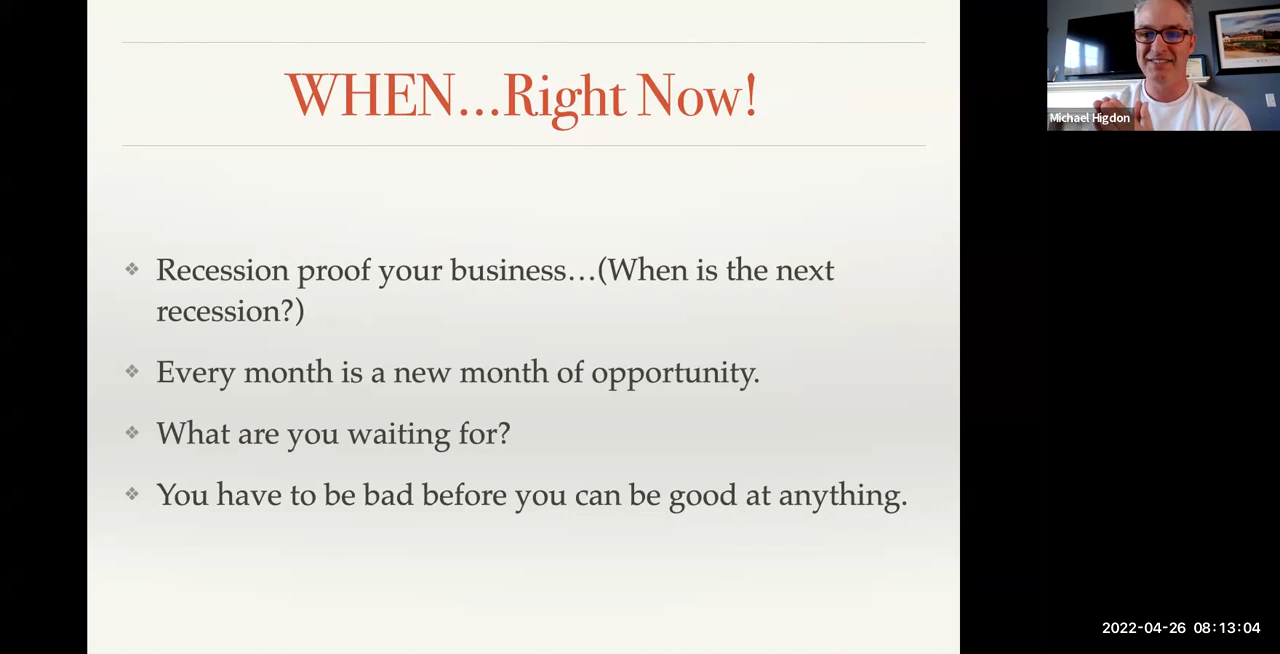 WHEN...Right Now!
Michael Higdon
❖ Recession proof your business...(When is the next
recession?)
❖ Every month is a new month of opportunity.
❖ What are you waiting for?
❖ You have to be bad before you can be good at anything.
2022-04-26 08:13:04